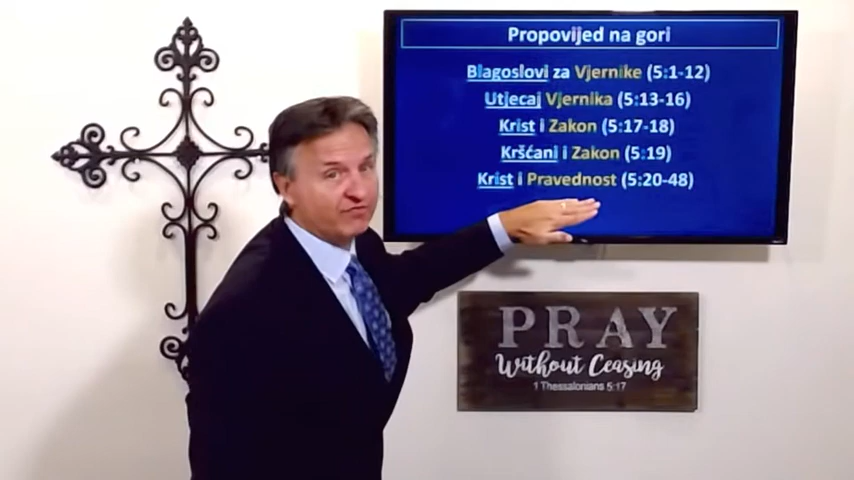 Propovijed na gori
Blagoslovi za Vjernike (5:1-12)
Utjecaj Vjernika (5:13-16)
Krist i Zakon (5:17-18)
Kršćani i Zakon (5:19)
Krist i Pravednost (5:20-48)
PRAY
Without Ceasing
1 Thessalonians 5:17